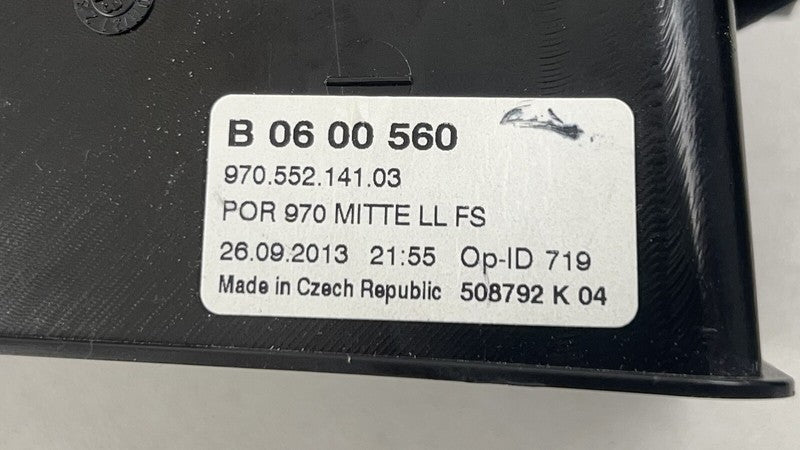 B 06 00 560
970.552.141.03
POR 970 MITTE LL FS
26.09.2013 21:55 Op-ID 719
Made in Czech Republic 508792 K 04